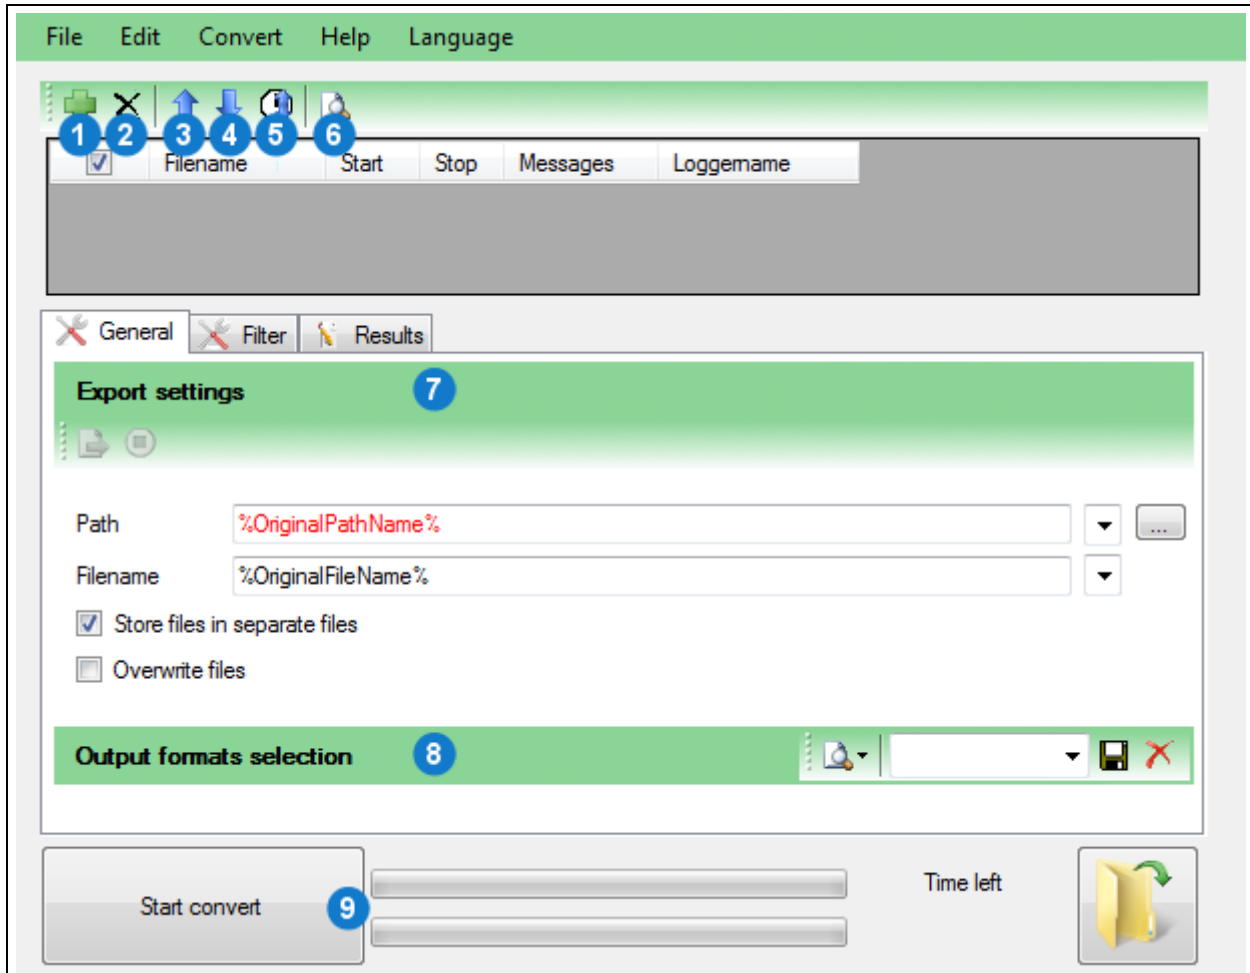 File Edit Convert Help Language
1 2 3 4 5 6
Filename Start Stop Messages Loggername
General Filter Results
Export settings 7
Path %OriginalPathName% ...
Filename %OriginalFileName%
Store files in separate files
Overwrite files
Output formats selection 8
Start convert 9 Time left